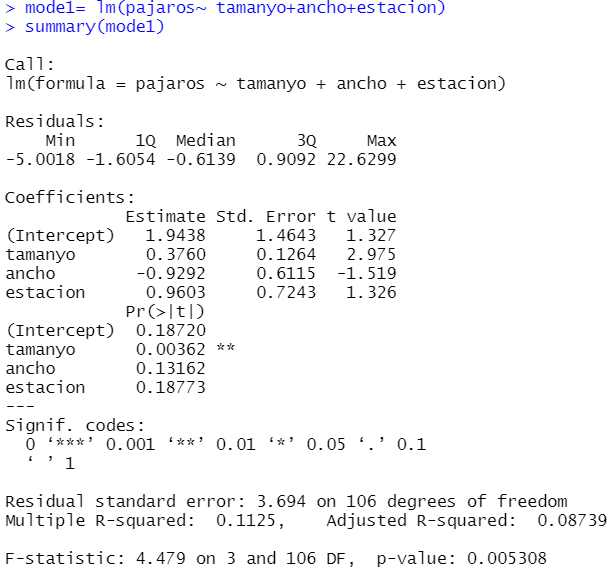 > mode1= lm(pajaros~ tamanyo+ancho+estacion)
> summary(mode1)
Call:
lm(formula = pajaros ~ tamanyo + ancho + estacion)
Residuals:
    Min      1Q  Median      3Q     Max
-5.0018 -1.6054 -0.6139  0.9092 22.6299
Coefficients:
            Estimate Std. Error t value
(Intercept)   1.9438     1.4643   1.327
tamanyo       0.3760     0.1264   2.975
ancho        -0.9292     0.6115  -1.519
estacion      0.9603     0.7243   1.326
            Pr(>|t|)
(Intercept)  0.18720
tamanyo      0.00362 **
ancho        0.13162
estacion     0.18773
---
Signif. codes:
  0 ‘***’ 0.001 ‘**’ 0.01 ‘*’ 0.05 ‘.’ 0.1
  ‘ ’ 1
Residual standard error: 3.694 on 106 degrees of freedom
Multiple R-squared:  0.1125,    Adjusted R-squared:  0.08739
F-statistic: 4.479 on 3 and 106 DF,  p-value: 0.005308